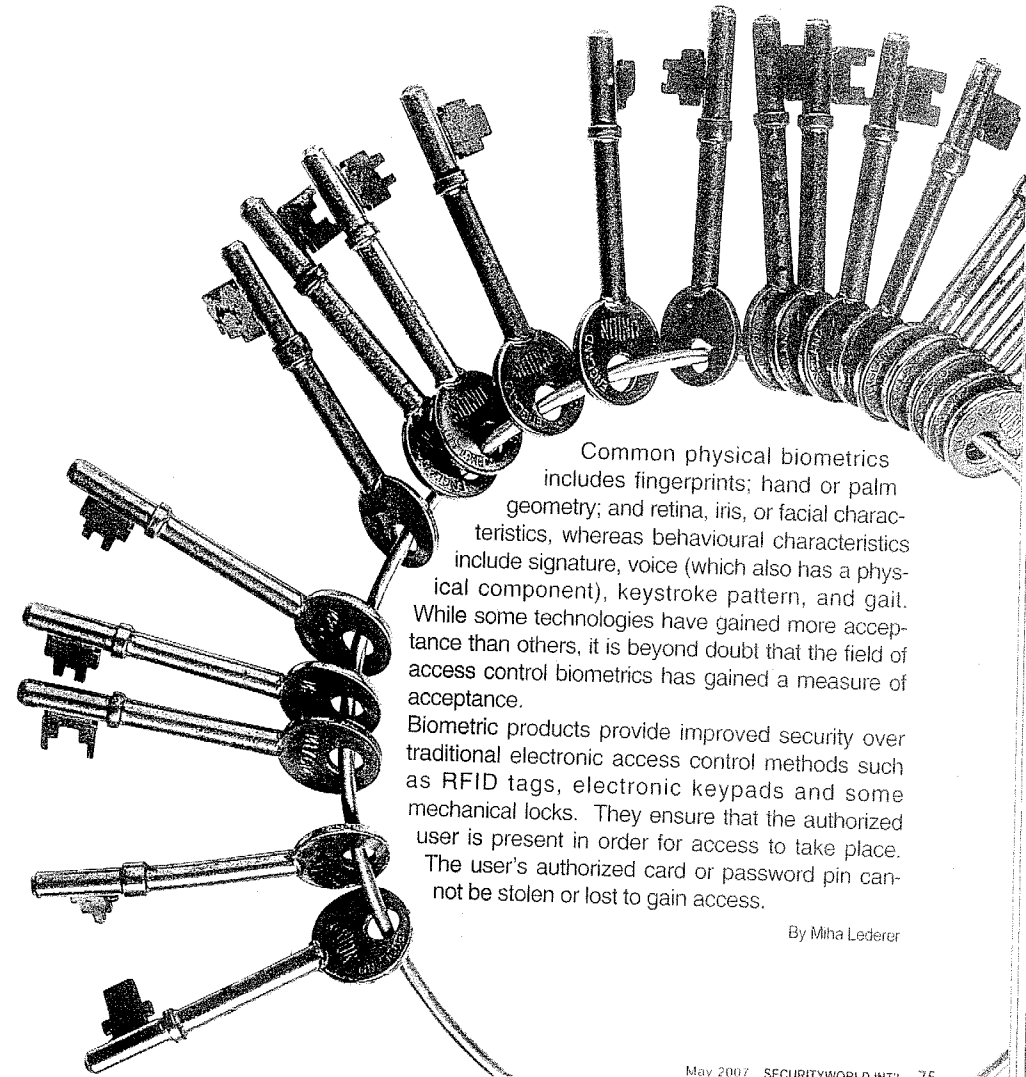 Common physical biometrics
includes fingerprints; hand or palm
geometry; and retina, iris, or facial charac-
teristics, whereas behavioural characteristics
include signature, voice (which also has a phys-
ical component), keystroke pattern, and gait.
While some technologies have gained more accep-
tance than others, it is beyond doubt that the field of
access control biometrics has gained a measure of
acceptance.
Biometric products provide improved security over
traditional electronic access control methods such
as RFID tags, electronic keypads and some
mechanical locks. They ensure that the authorized
user is present in order for access to take place.
The user's authorized card or password pin can-
not be stolen or lost to gain access.
By Miha Lederer
May 2007 SECURITYWORLD INT'L 75